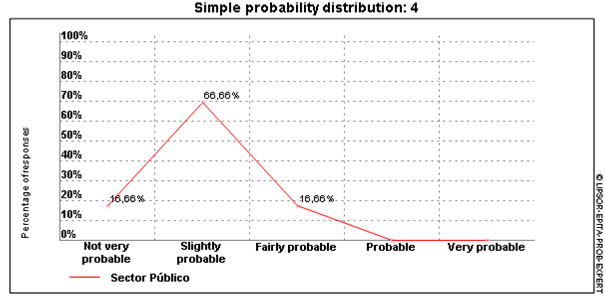 Simple probability distribution: 4
100%
90%
80%
70%
60%
50%
40%
30%
20%
10%
0%
Percentage ofresponses
16,66%
66,66%
16,66%
Not very
probable
Slightly
probable
Fairly probable
Probable
Very probable
Sector Público
© LIPSOR-EPITA-PROB-EXPERT